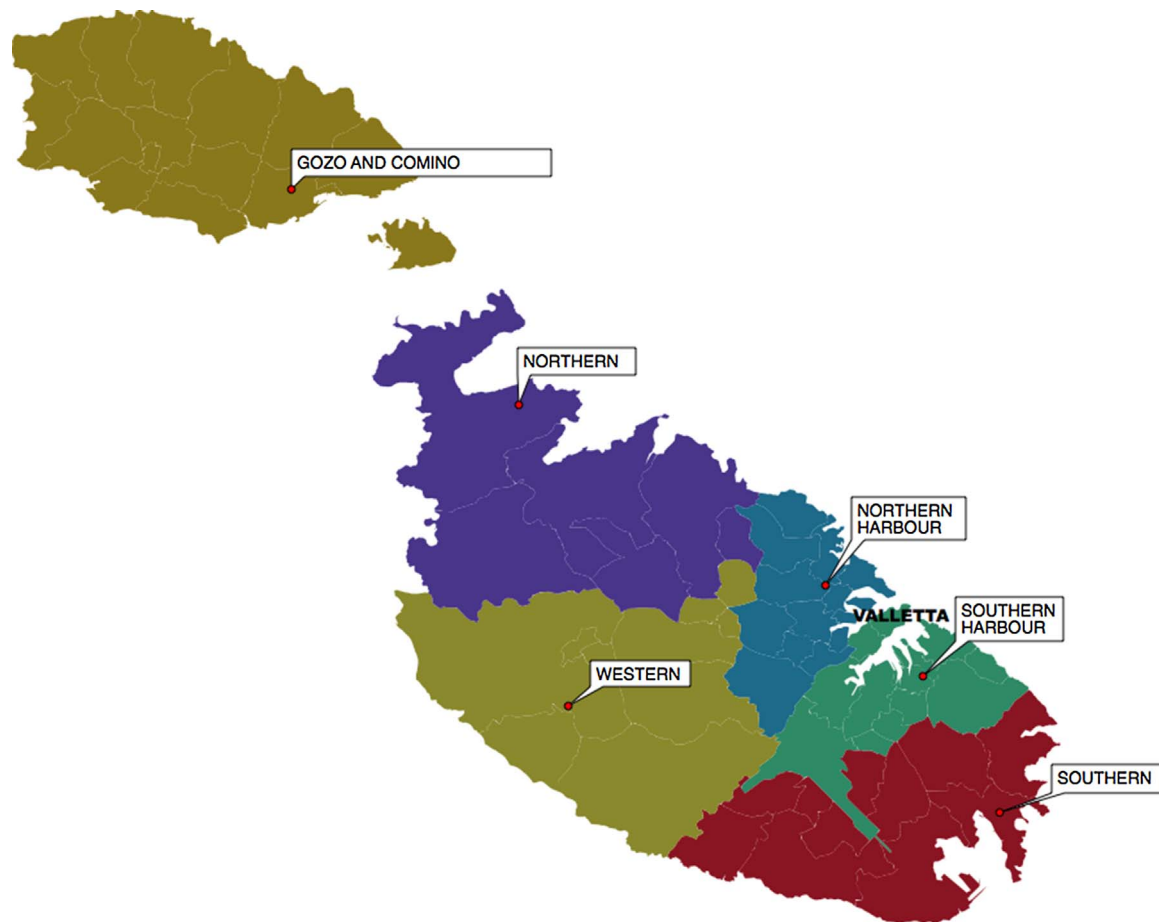 GOZO AND COMINO
NORTHERN
NORTHERN
HARBOUR
VALLETTA
SOUTHERN
HARBOUR
WESTERN
SOUTHERN